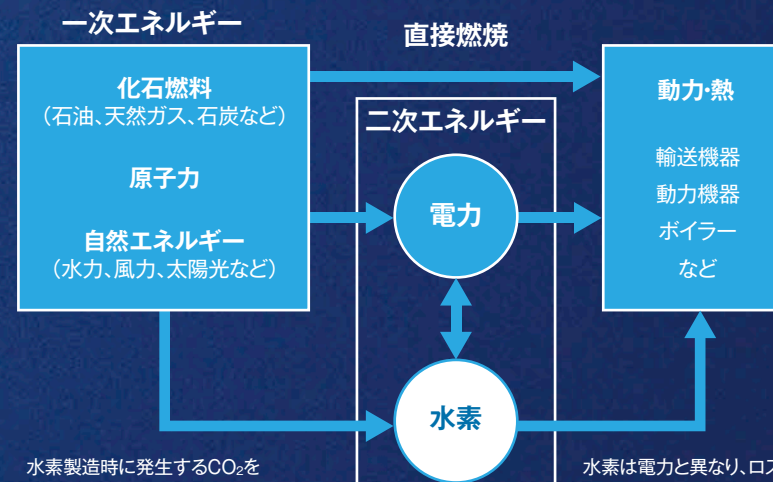 一次エネルギー
化石燃料
（石油、天然ガス、石炭など）
原子力
自然エネルギー
（水力、風力、太陽光など）
直接燃焼
二次エネルギー
電力
水素
動力・熱
輸送機器
動力機器
ボイラー
など
水素製造時に発生するCO₂を
水素は電力と異なり、ロス